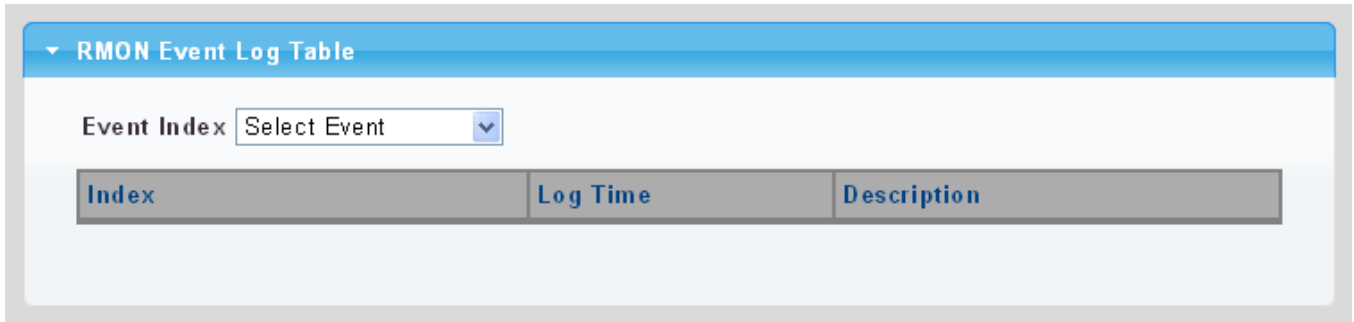 RMON Event Log Table
Event Index Select Event
Index Log Time Description